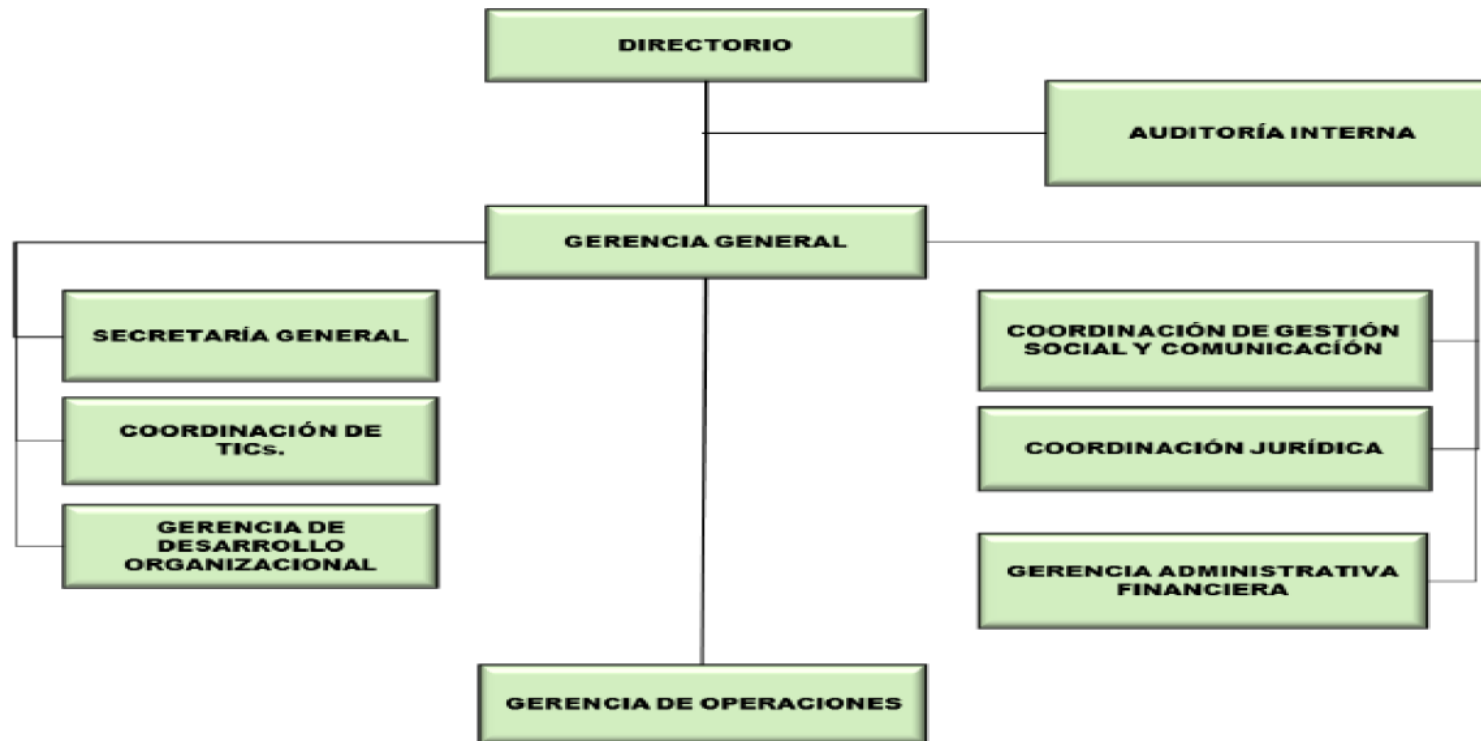 DIRECTORIO
AUDITORÍA INTERNA
GERENCIA GENERAL
SECRETARÍA GENERAL
COORDINACIÓN DE
TICs.
GERENCIA DE
DESARROLLO
ORGANIZACIONAL
COORDINACIÓN DE GESTIÓN
SOCIAL Y COMUNICACÍÓN
COORDINACIÓN JURÍDICA
GERENCIA ADMINISTRATIVA
FINANCIERA
GERENCIA DE OPERACIONES